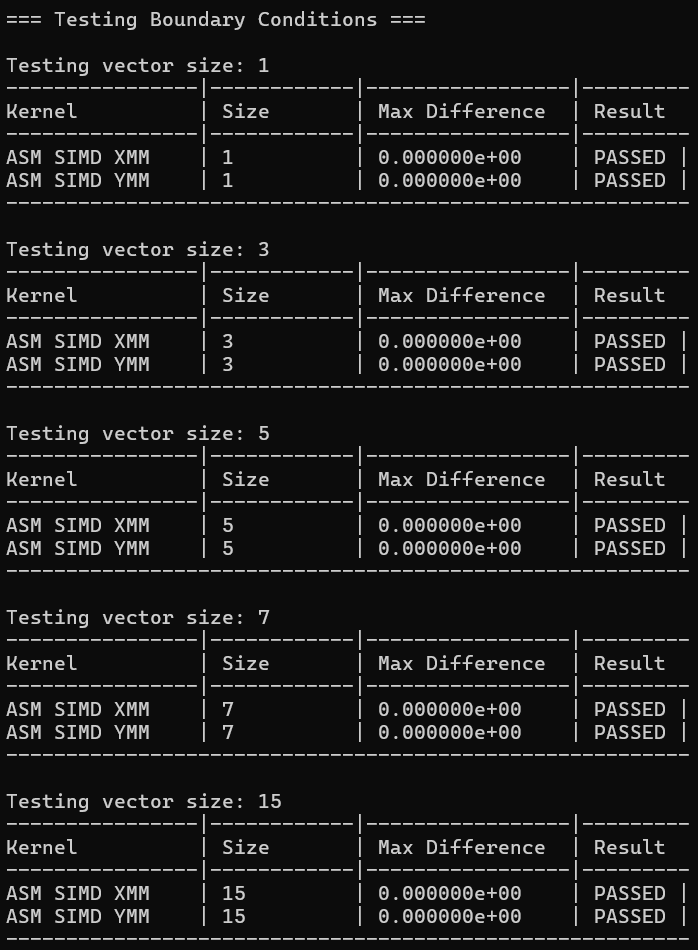 === Testing Boundary Conditions ===
Testing vector size: 1
----------------|------------|-----------------|---------
Kernel          | Size       | Max Difference  | Result
----------------|------------|-----------------|---------
ASM SIMD XMM    | 1          | 0.000000e+00    | PASSED |
ASM SIMD YMM    | 1          | 0.000000e+00    | PASSED |
---------------------------------------------------------
Testing vector size: 3
----------------|------------|-----------------|---------
Kernel          | Size       | Max Difference  | Result
----------------|------------|-----------------|---------
ASM SIMD XMM    | 3          | 0.000000e+00    | PASSED |
ASM SIMD YMM    | 3          | 0.000000e+00    | PASSED |
---------------------------------------------------------
Testing vector size: 5
----------------|------------|-----------------|---------
Kernel          | Size       | Max Difference  | Result
----------------|------------|-----------------|---------
ASM SIMD XMM    | 5          | 0.000000e+00    | PASSED |
ASM SIMD YMM    | 5          | 0.000000e+00    | PASSED |
---------------------------------------------------------
Testing vector size: 7
----------------|------------|-----------------|---------
Kernel          | Size       | Max Difference  | Result
----------------|------------|-----------------|---------
ASM SIMD XMM    | 7          | 0.000000e+00    | PASSED |
ASM SIMD YMM    | 7          | 0.000000e+00    | PASSED |
---------------------------------------------------------
Testing vector size: 15
----------------|------------|-----------------|---------
Kernel          | Size       | Max Difference  | Result
----------------|------------|-----------------|---------
ASM SIMD XMM    | 15         | 0.000000e+00    | PASSED |
ASM SIMD YMM    | 15         | 0.000000e+00    | PASSED |
---------------------------------------------------------